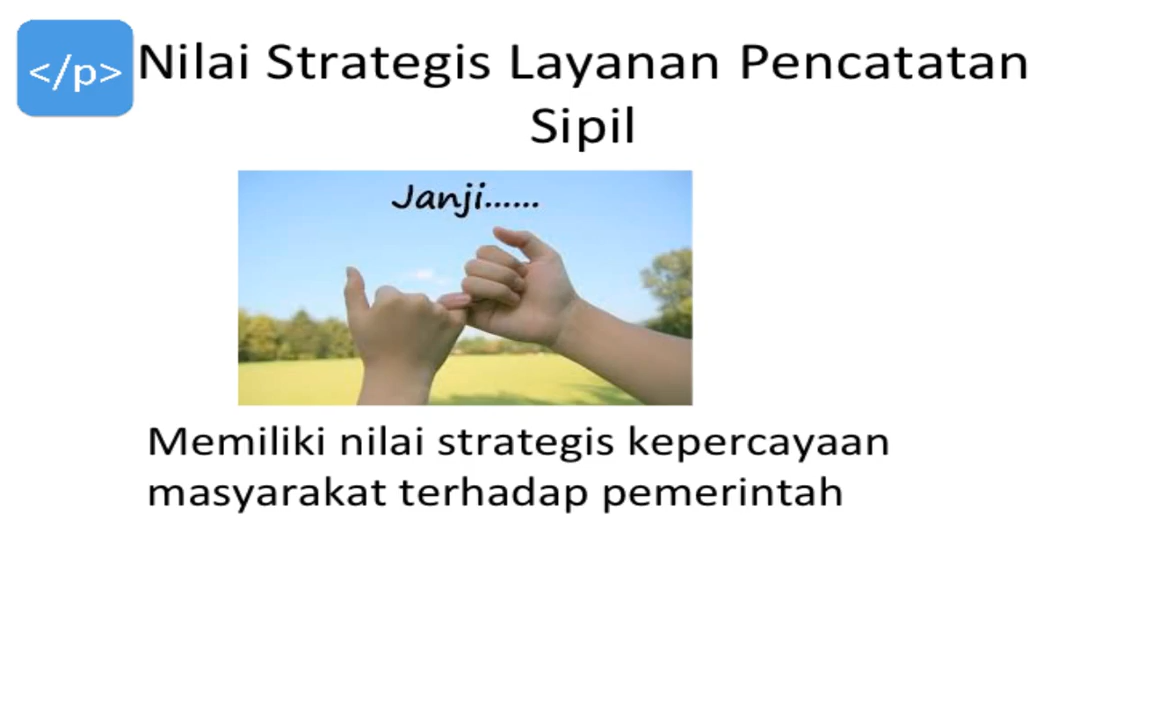 </p>
Nilai Strategis Layanan Pencatatan
Sipil
Janji......
Memiliki nilai strategis kepercayaan
masyarakat terhadap pemerintah